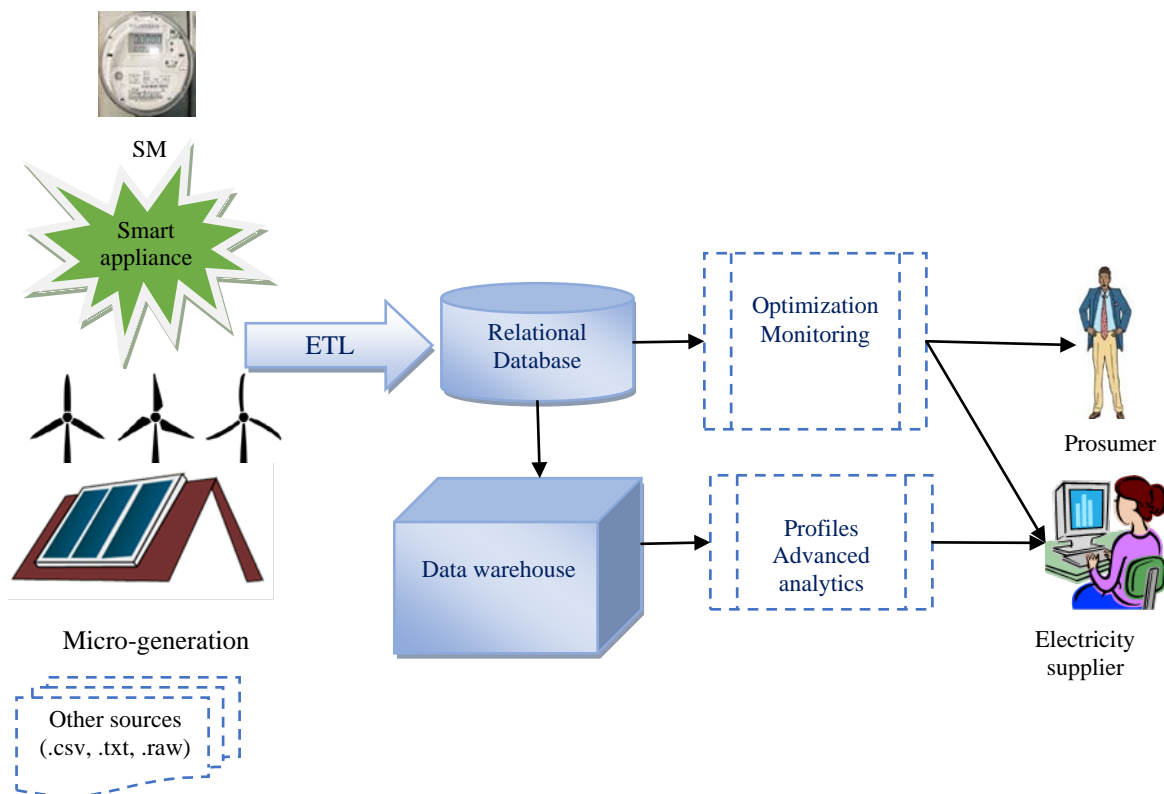 SM
Smart
appliance
ETL
Relational
Database
Optimization
Monitoring
Prosumer
Data warehouse
Profiles
Advanced
analytics
Micro-generation
Electricity
supplier
Other sources
(.csv, .txt, .raw)